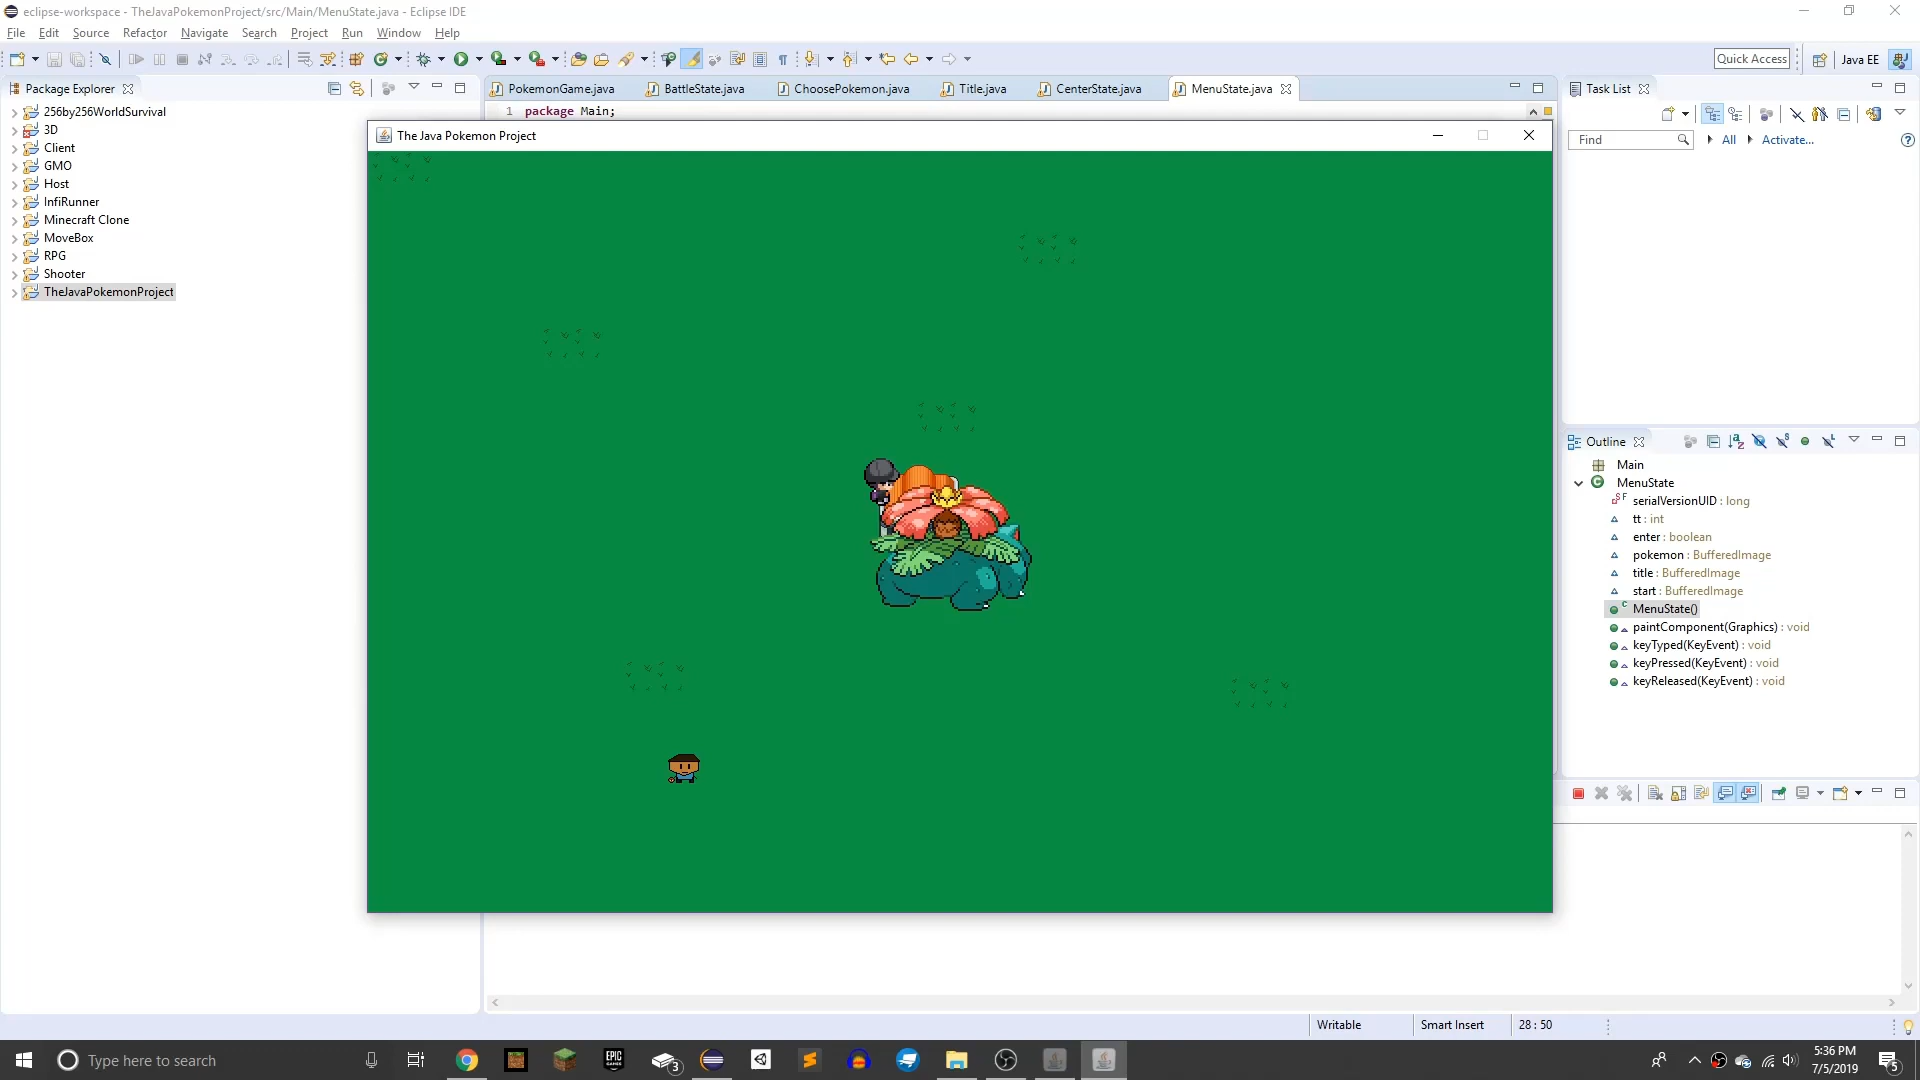 eclipse-workspace - TheJavaPokemonProject/src/Main/MenuState.java - Eclipse IDE
File Edit Source Refactor Navigate Search Project Run Window Help
Quick Access
Java EE
Package Explorer
256by256WorldSurvival
3D
Client
GMO
Host
InfiRunner
Minecraft Clone
MoveBox
RPG
Shooter
TheJavaPokemonProject
PokemonGame.java BattleState.java ChoosePokemon.java Title.java CenterState.java MenuState.java
1 package Main;
The Java Pokemon Project
Task List
Find All Activate...
Outline
Main
MenuState
serialVersionUID : long
tt : int
enter : boolean
pokemon : BufferedImage
title : BufferedImage
start : BufferedImage
MenuState()
paintComponent(Graphics) : void
keyTyped(KeyEvent) : void
keyPressed(KeyEvent) : void
keyReleased(KeyEvent) : void
Writable Smart Insert 28 : 50
Type here to search
EPIC GAMES
3
5:36 PM
7/5/2019
5